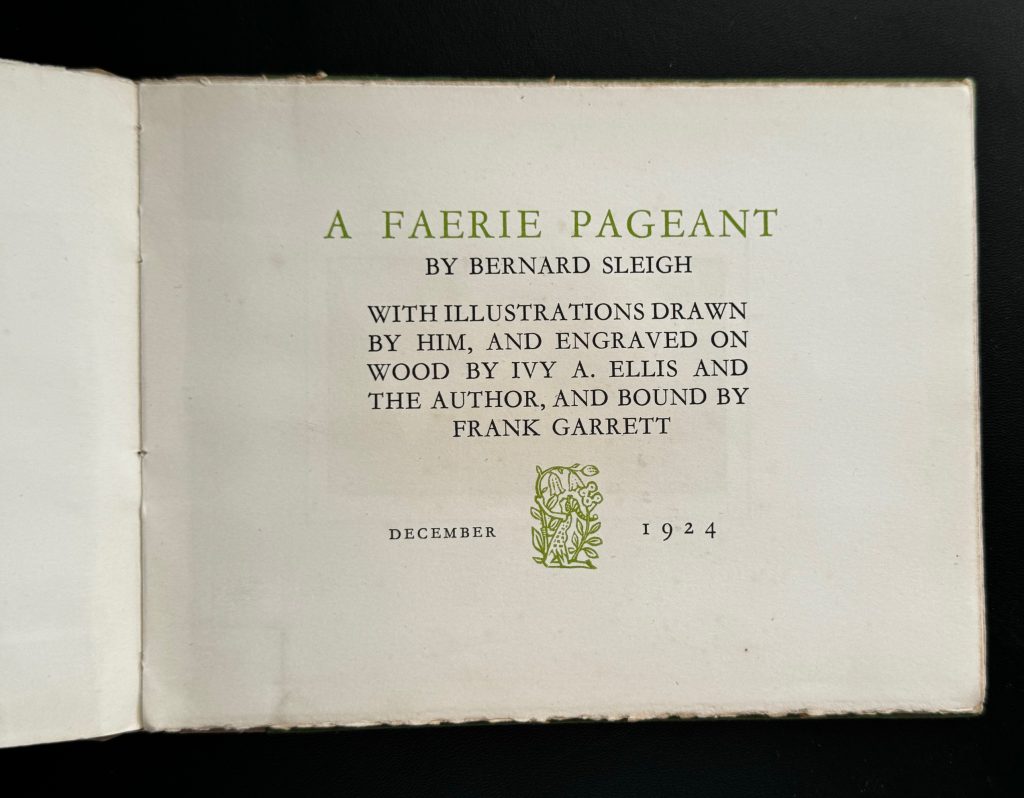 A FAERIE PAGEANT
BY BERNARD SLEIGH
WITH ILLUSTRATIONS DRAWN
BY HIM, AND ENGRAVED ON
WOOD BY IVY A. ELLIS AND
THE AUTHOR, AND BOUND BY
FRANK GARRETT
DECEMBER 1924